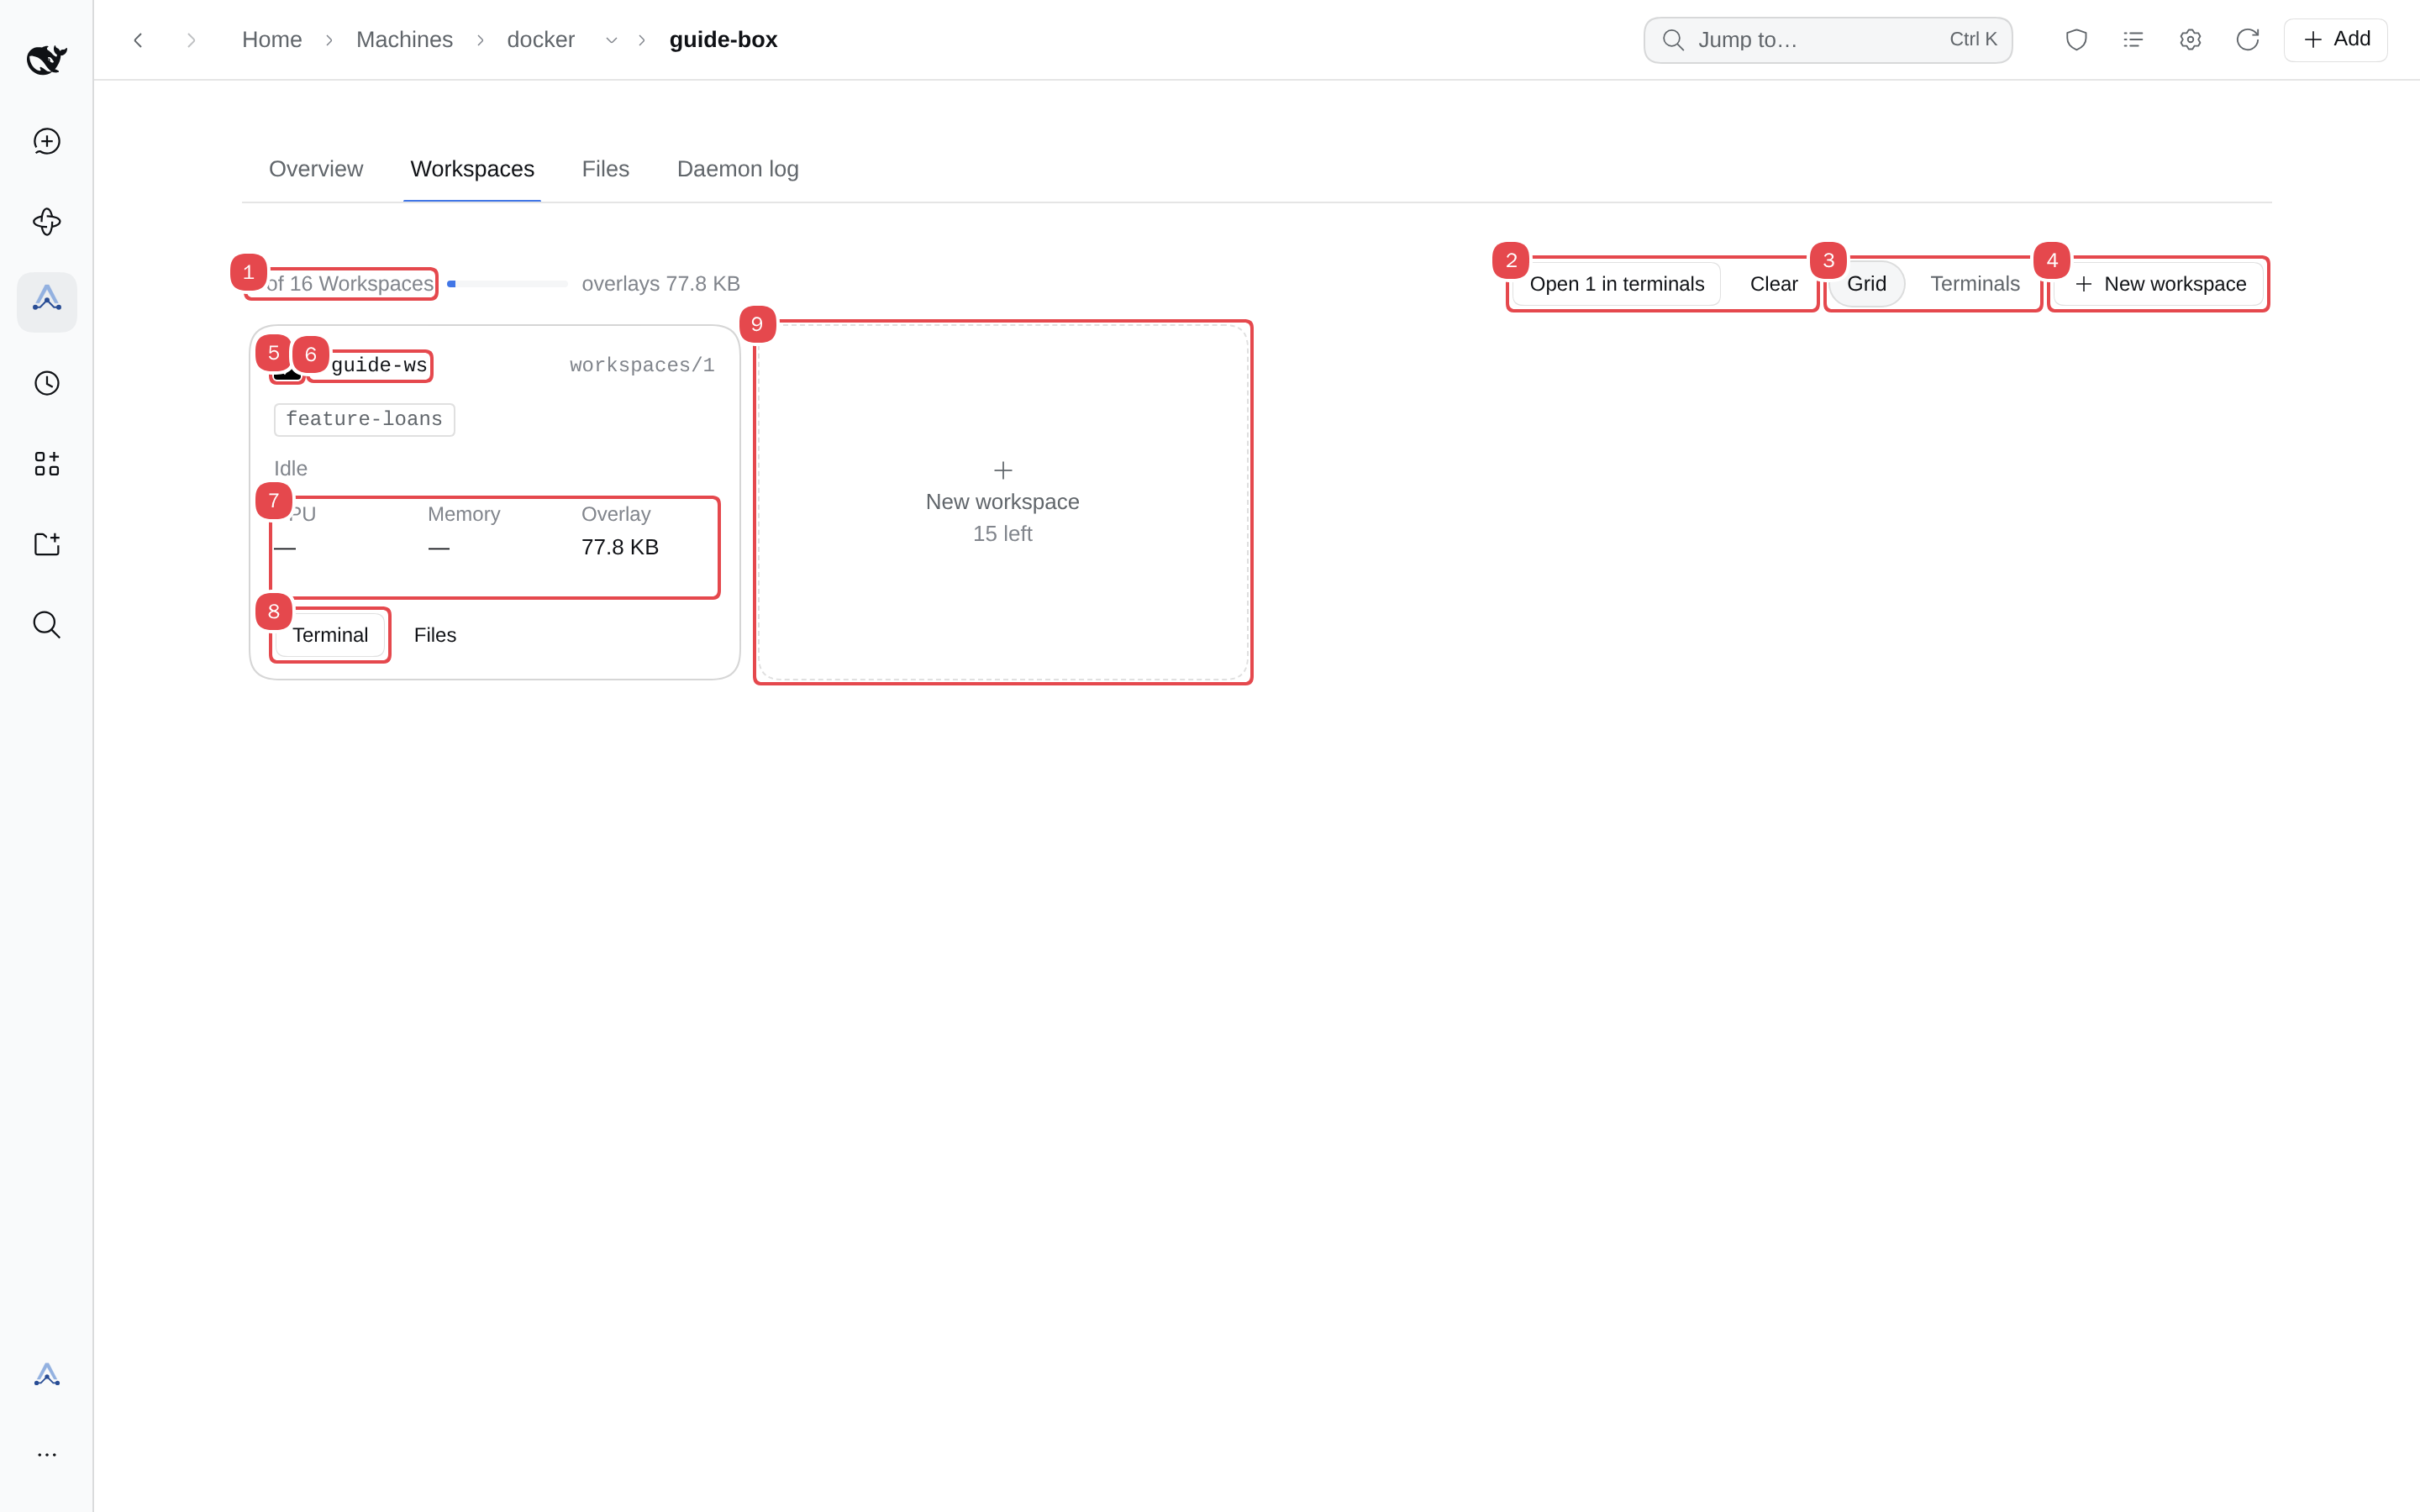 Home
Machines
docker
guide-box
Jump to…
Ctrl K
Add
Overview
Workspaces
Files
Daemon log
1
of 16 Workspaces
overlays 77.8 KB
2
Open 1 in terminals
Clear
3
Grid
Terminals
4
New workspace
5
6
guide-ws
workspaces/1
feature-loans
Idle
7
PU
Memory
Overlay
—
—
77.8 KB
8
Terminal
Files
9
New workspace
15 left